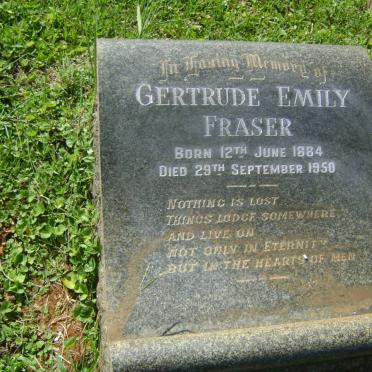 In Loving Memory of
GERTRUDE EMILY
FRASER
BORN 12TH JUNE 1884
DIED 29TH SEPTEMBER 1950
NOTHING IS LOST
THINGS LODGE SOMEWHERE
AND LIVE ON
NOT ONLY IN ETERNITY
BUT IN THE HEARTS OF MEN